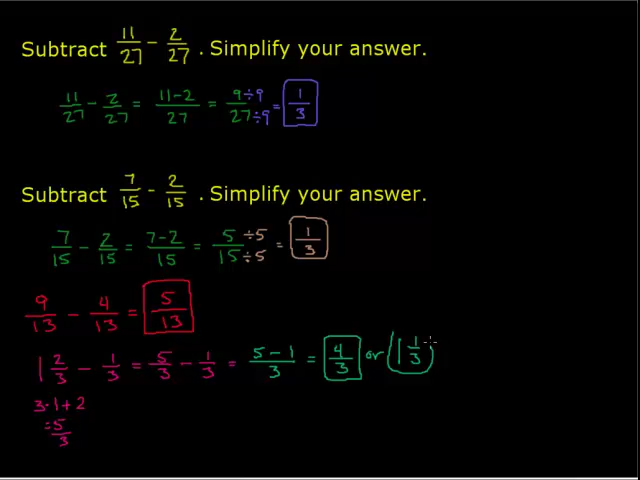 Subtract 11/27 - 2/27 . Simplify your answer.
11/27 - 2/27 = 11-2/27 = 9÷9/27÷9 = 1/3
Subtract 7/15 - 2/15 . Simplify your answer.
7/15 - 2/15 = 7-2/15 = 5÷5/15÷5 = 1/3
9/13 - 4/13 = 5/13
1 2/3 - 1/3 = 5/3 - 1/3 = 5-1/3 = 4/3 or 1 1/3
3·1+2
=5/3